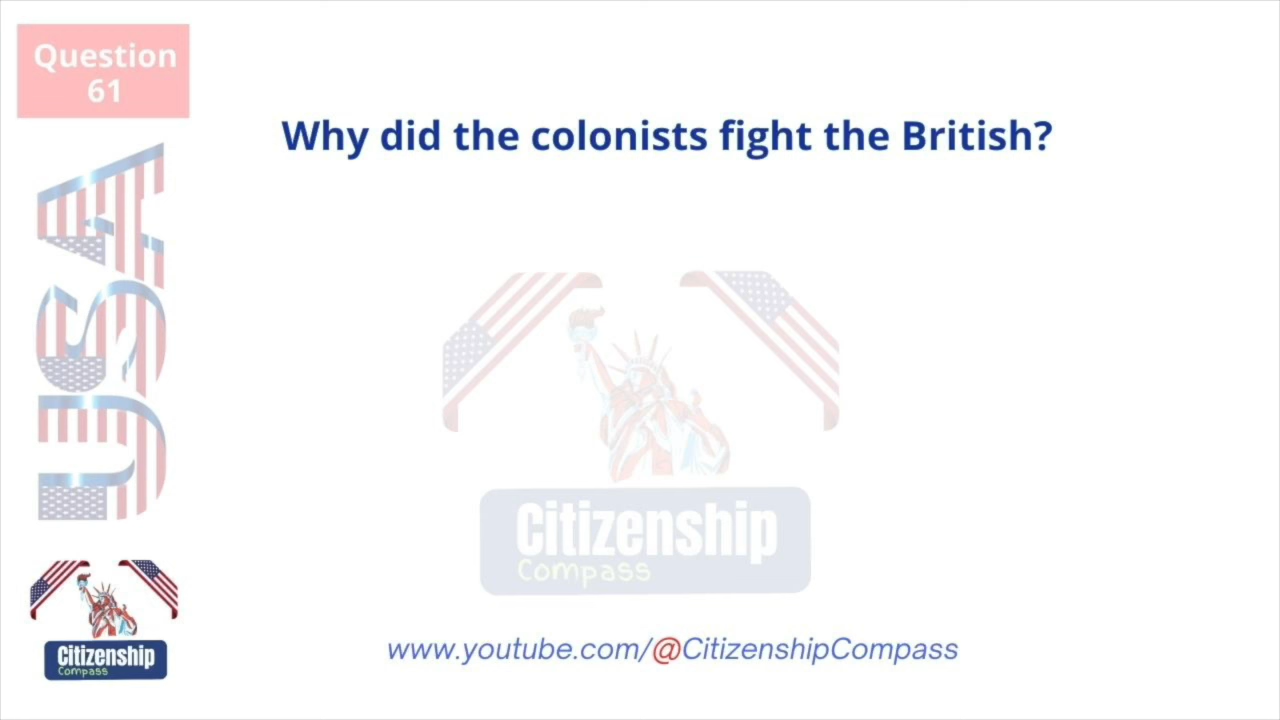 Question
61
Why did the colonists fight the British?
USA
Citizenship
Compass
Citizenship
Compass
www.youtube.com/@CitizenshipCompass